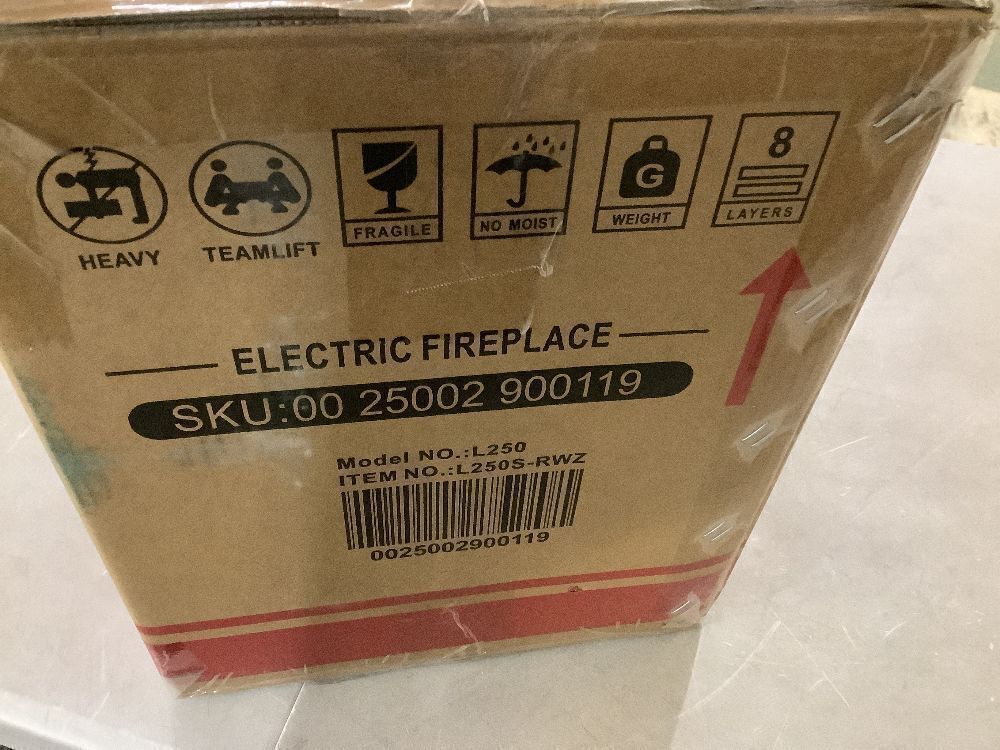 HEAVY
TEAMLIFT
FRAGILE
NO MOIST
G
WEIGHT
8
LAYERS
ELECTRIC FIREPLACE
SKU:00 25002 900119
Model NO.:L250
ITEM NO.:L250S-RWZ
0025002900119